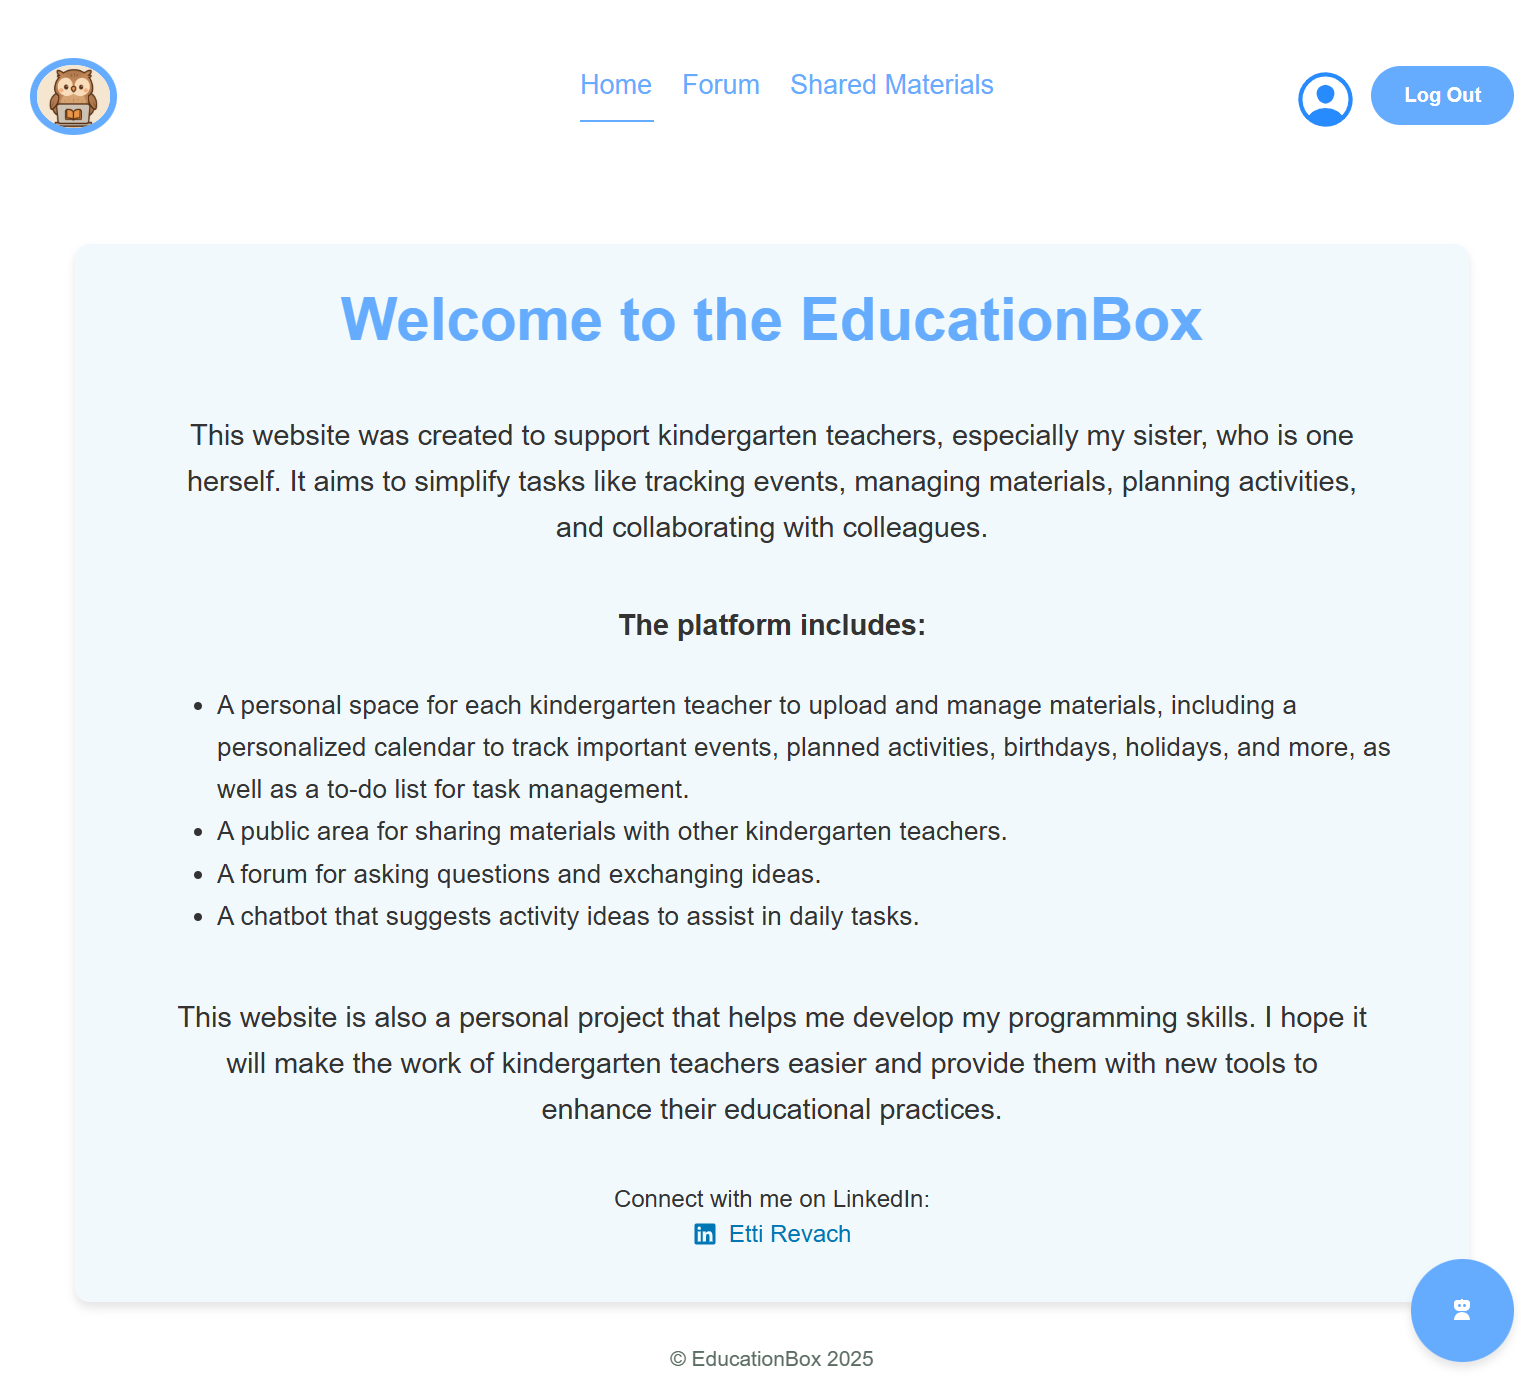 Home Forum Shared Materials
Log Out
Welcome to the EducationBox
This website was created to support kindergarten teachers, especially my sister, who is one
herself. It aims to simplify tasks like tracking events, managing materials, planning activities,
and collaborating with colleagues.
The platform includes:
• A personal space for each kindergarten teacher to upload and manage materials, including a
personalized calendar to track important events, planned activities, birthdays, holidays, and more, as
well as a to-do list for task management.
• A public area for sharing materials with other kindergarten teachers.
• A forum for asking questions and exchanging ideas.
• A chatbot that suggests activity ideas to assist in daily tasks.
This website is also a personal project that helps me develop my programming skills. I hope it
will make the work of kindergarten teachers easier and provide them with new tools to
enhance their educational practices.
Connect with me on LinkedIn:
in Etti Revach
© EducationBox 2025